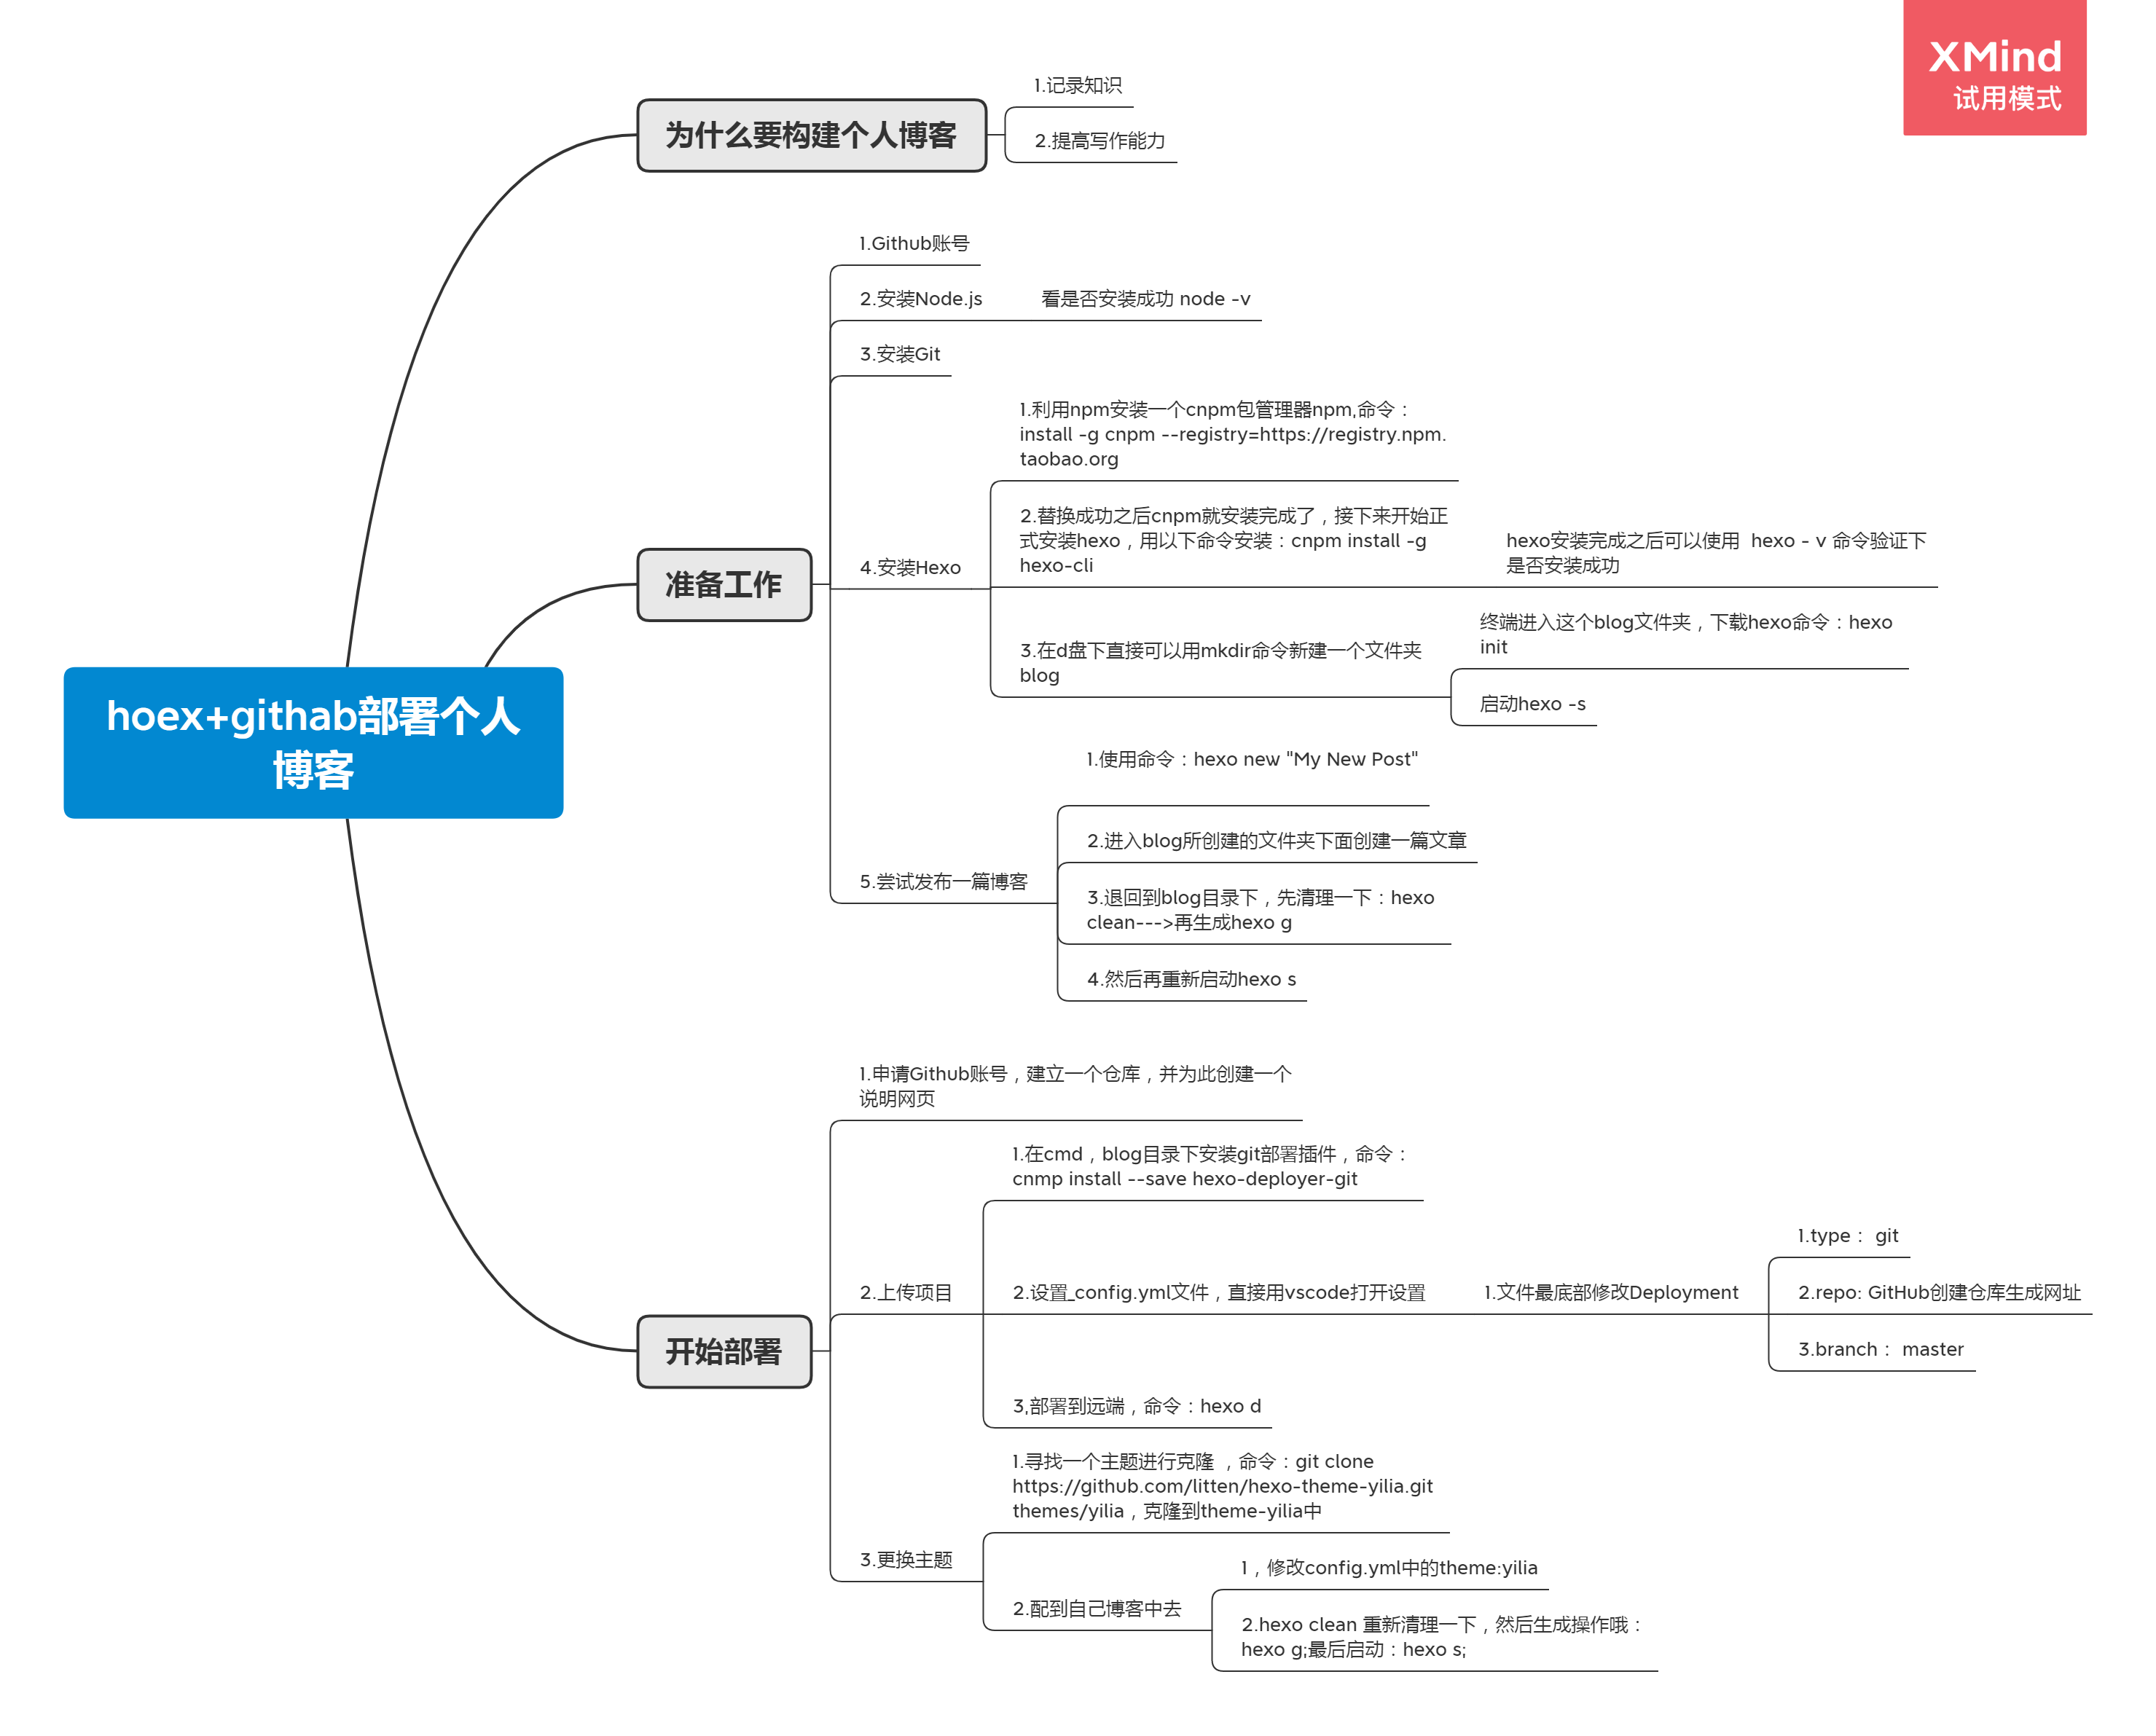 XMind
试用模式
hoex+githab部署个人
博客
为什么要构建个人博客
1.记录知识
2.提高写作能力
准备工作
1.Github账号
2.安装Node.js
看是否安装成功 node -v
3.安装Git
4.安装Hexo
1.利用npm安装一个cnpm包管理器npm,命令：
install -g cnpm --registry=https://registry.npm.
taobao.org
2.替换成功之后cnpm就安装完成了，接下来开始正
式安装hexo，用以下命令安装：cnpm install -g
hexo-cli
hexo安装完成之后可以使用  hexo - v 命令验证下
是否安装成功
3.在d盘下直接可以用mkdir命令新建一个文件夹
blog
终端进入这个blog文件夹，下载hexo命令：hexo
init
启动hexo -s
5.尝试发布一篇博客
1.使用命令：hexo new "My New Post"
2.进入blog所创建的文件夹下面创建一篇文章
3.退回到blog目录下，先清理一下：hexo
clean--->再生成hexo g
4.然后再重新启动hexo s
开始部署
1.申请Github账号，建立一个仓库，并为此创建一个
说明网页
2.上传项目
1.在cmd，blog目录下安装git部署插件，命令：
cnmp install --save hexo-deployer-git
2.设置_config.yml文件，直接用vscode打开设置
1.文件最底部修改Deployment
1.type： git
2.repo: GitHub创建仓库生成网址
3.branch： master
3,部署到远端，命令：hexo d
3.更换主题
1.寻找一个主题进行克隆 ，命令：git clone
https://github.com/litten/hexo-theme-yilia.git
themes/yilia，克隆到theme-yilia中
2.配到自己博客中去
1，修改config.yml中的theme:yilia
2.hexo clean 重新清理一下，然后生成操作哦：
hexo g;最后启动：hexo s;